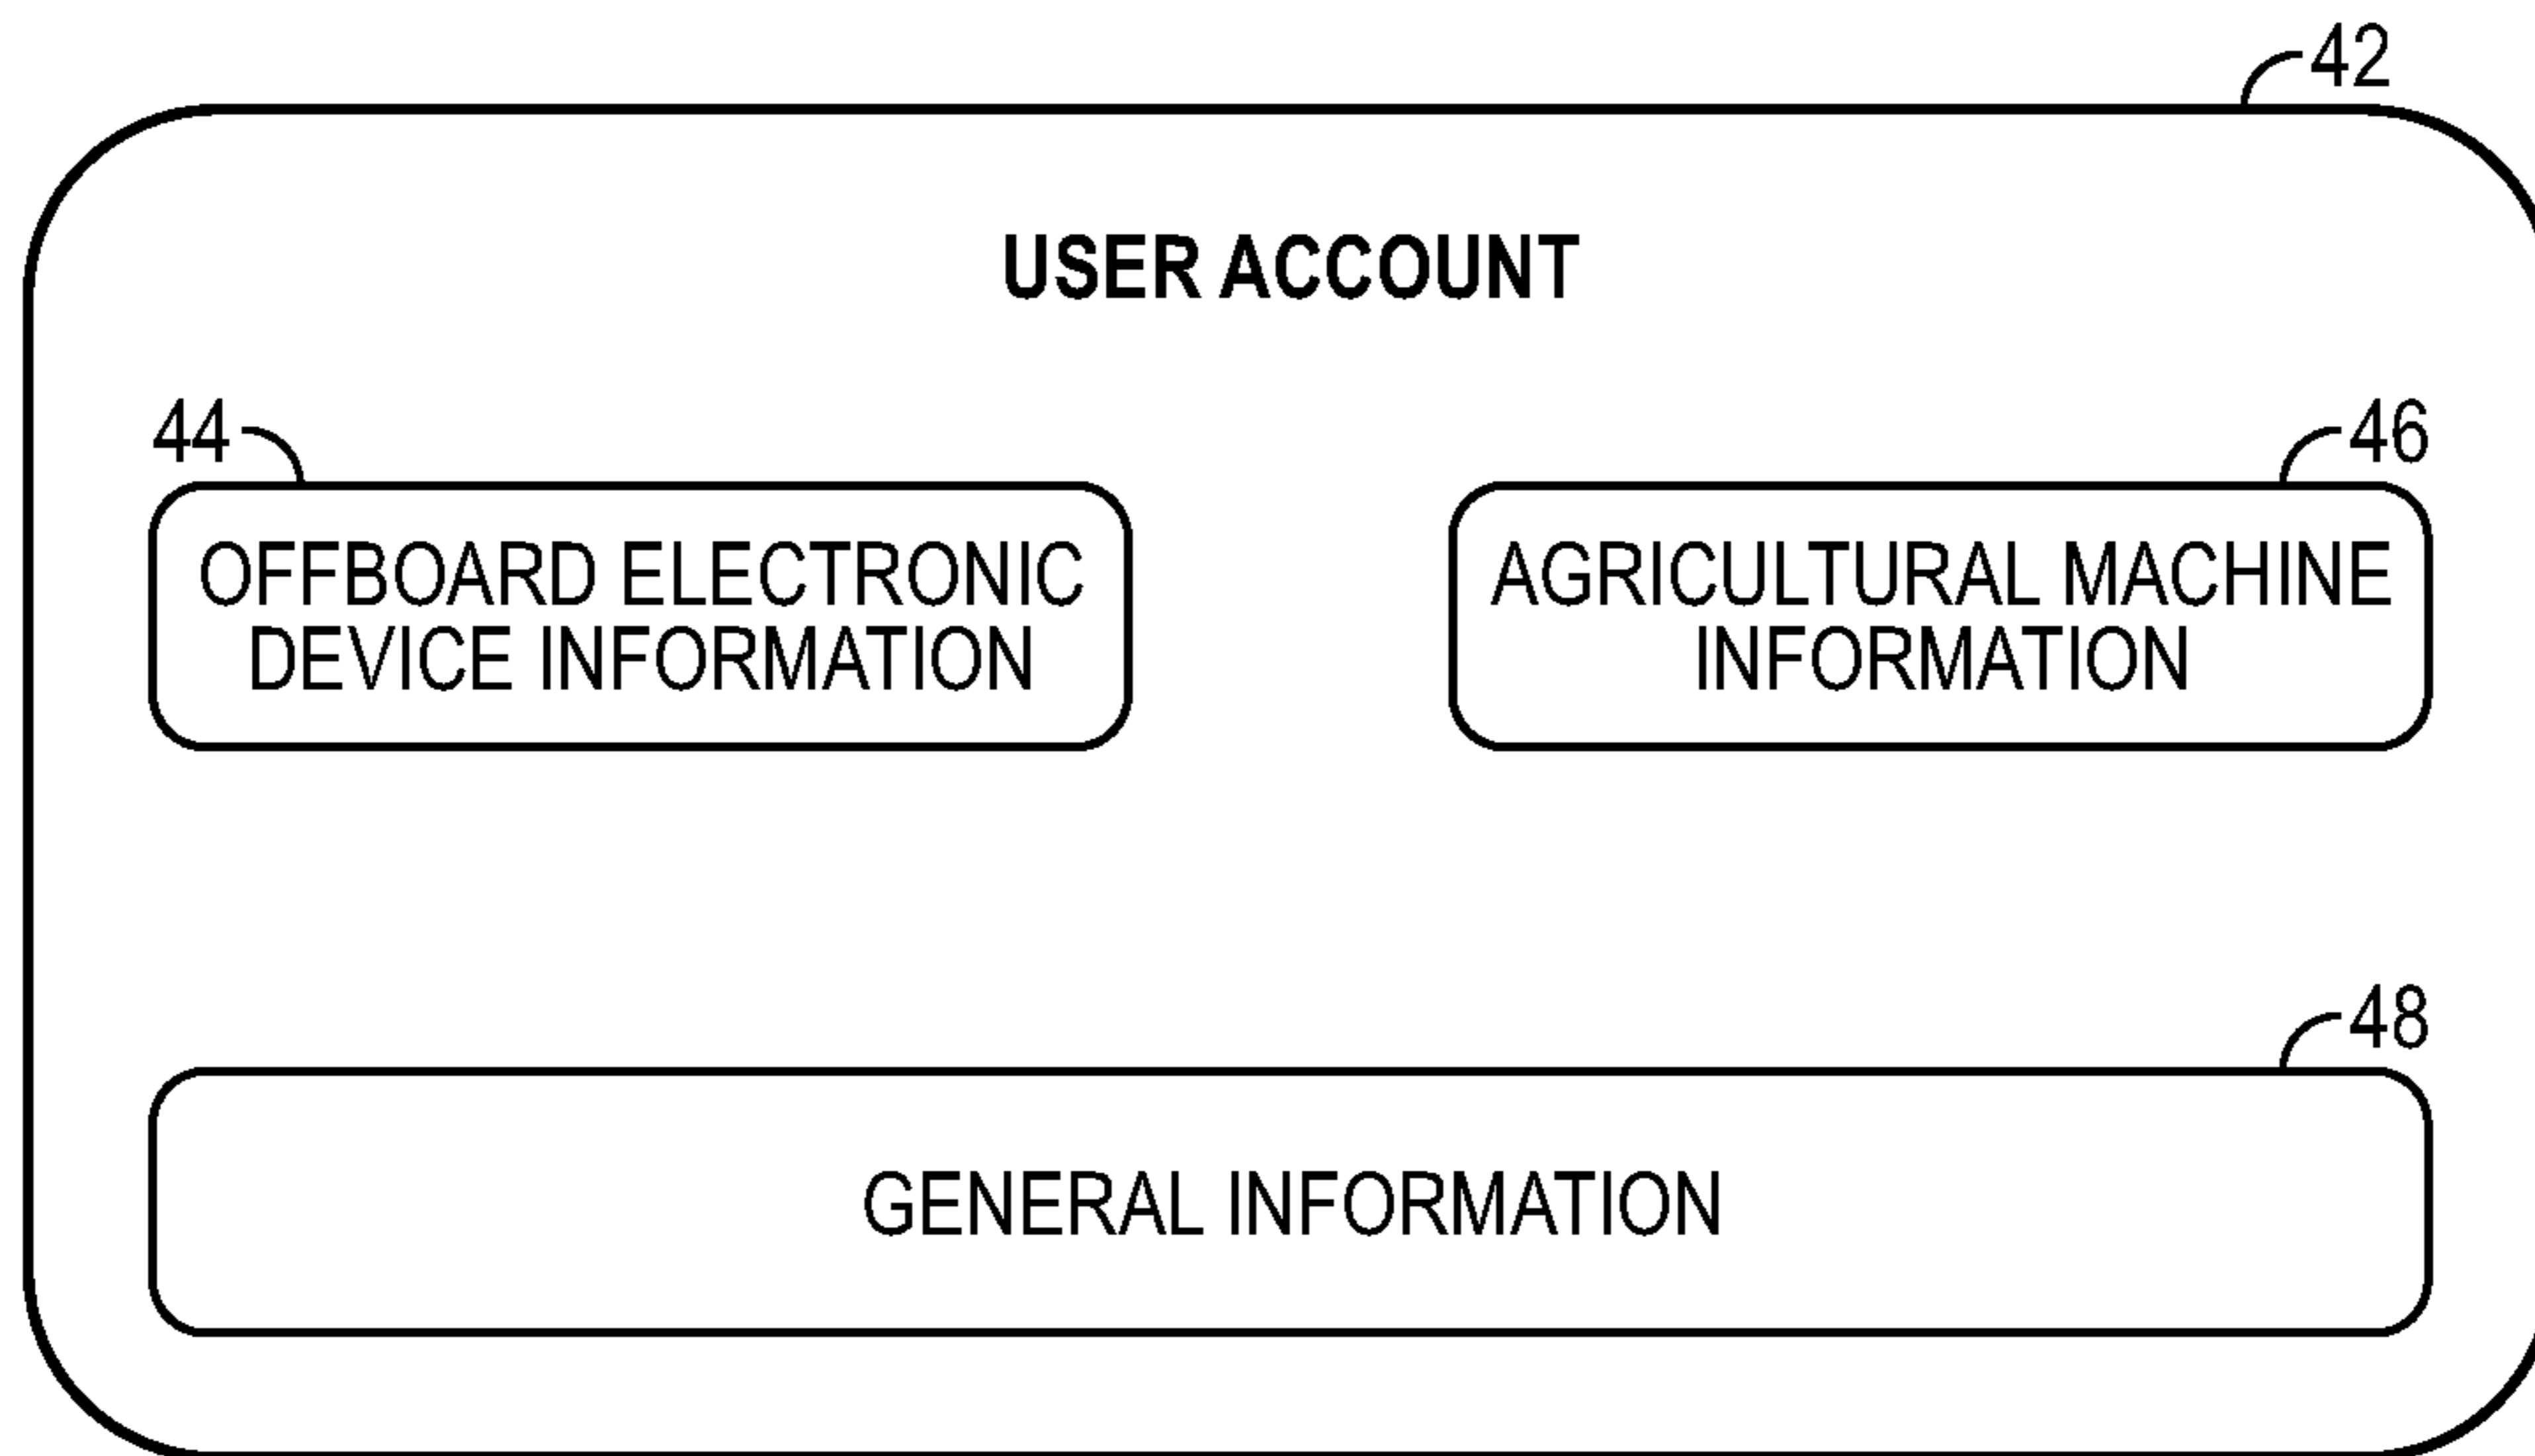 42
USER ACCOUNT
44
46
OFFBOARD ELECTRONIC
DEVICE INFORMATION
AGRICULTURAL MACHINE
INFORMATION
48
GENERAL INFORMATION